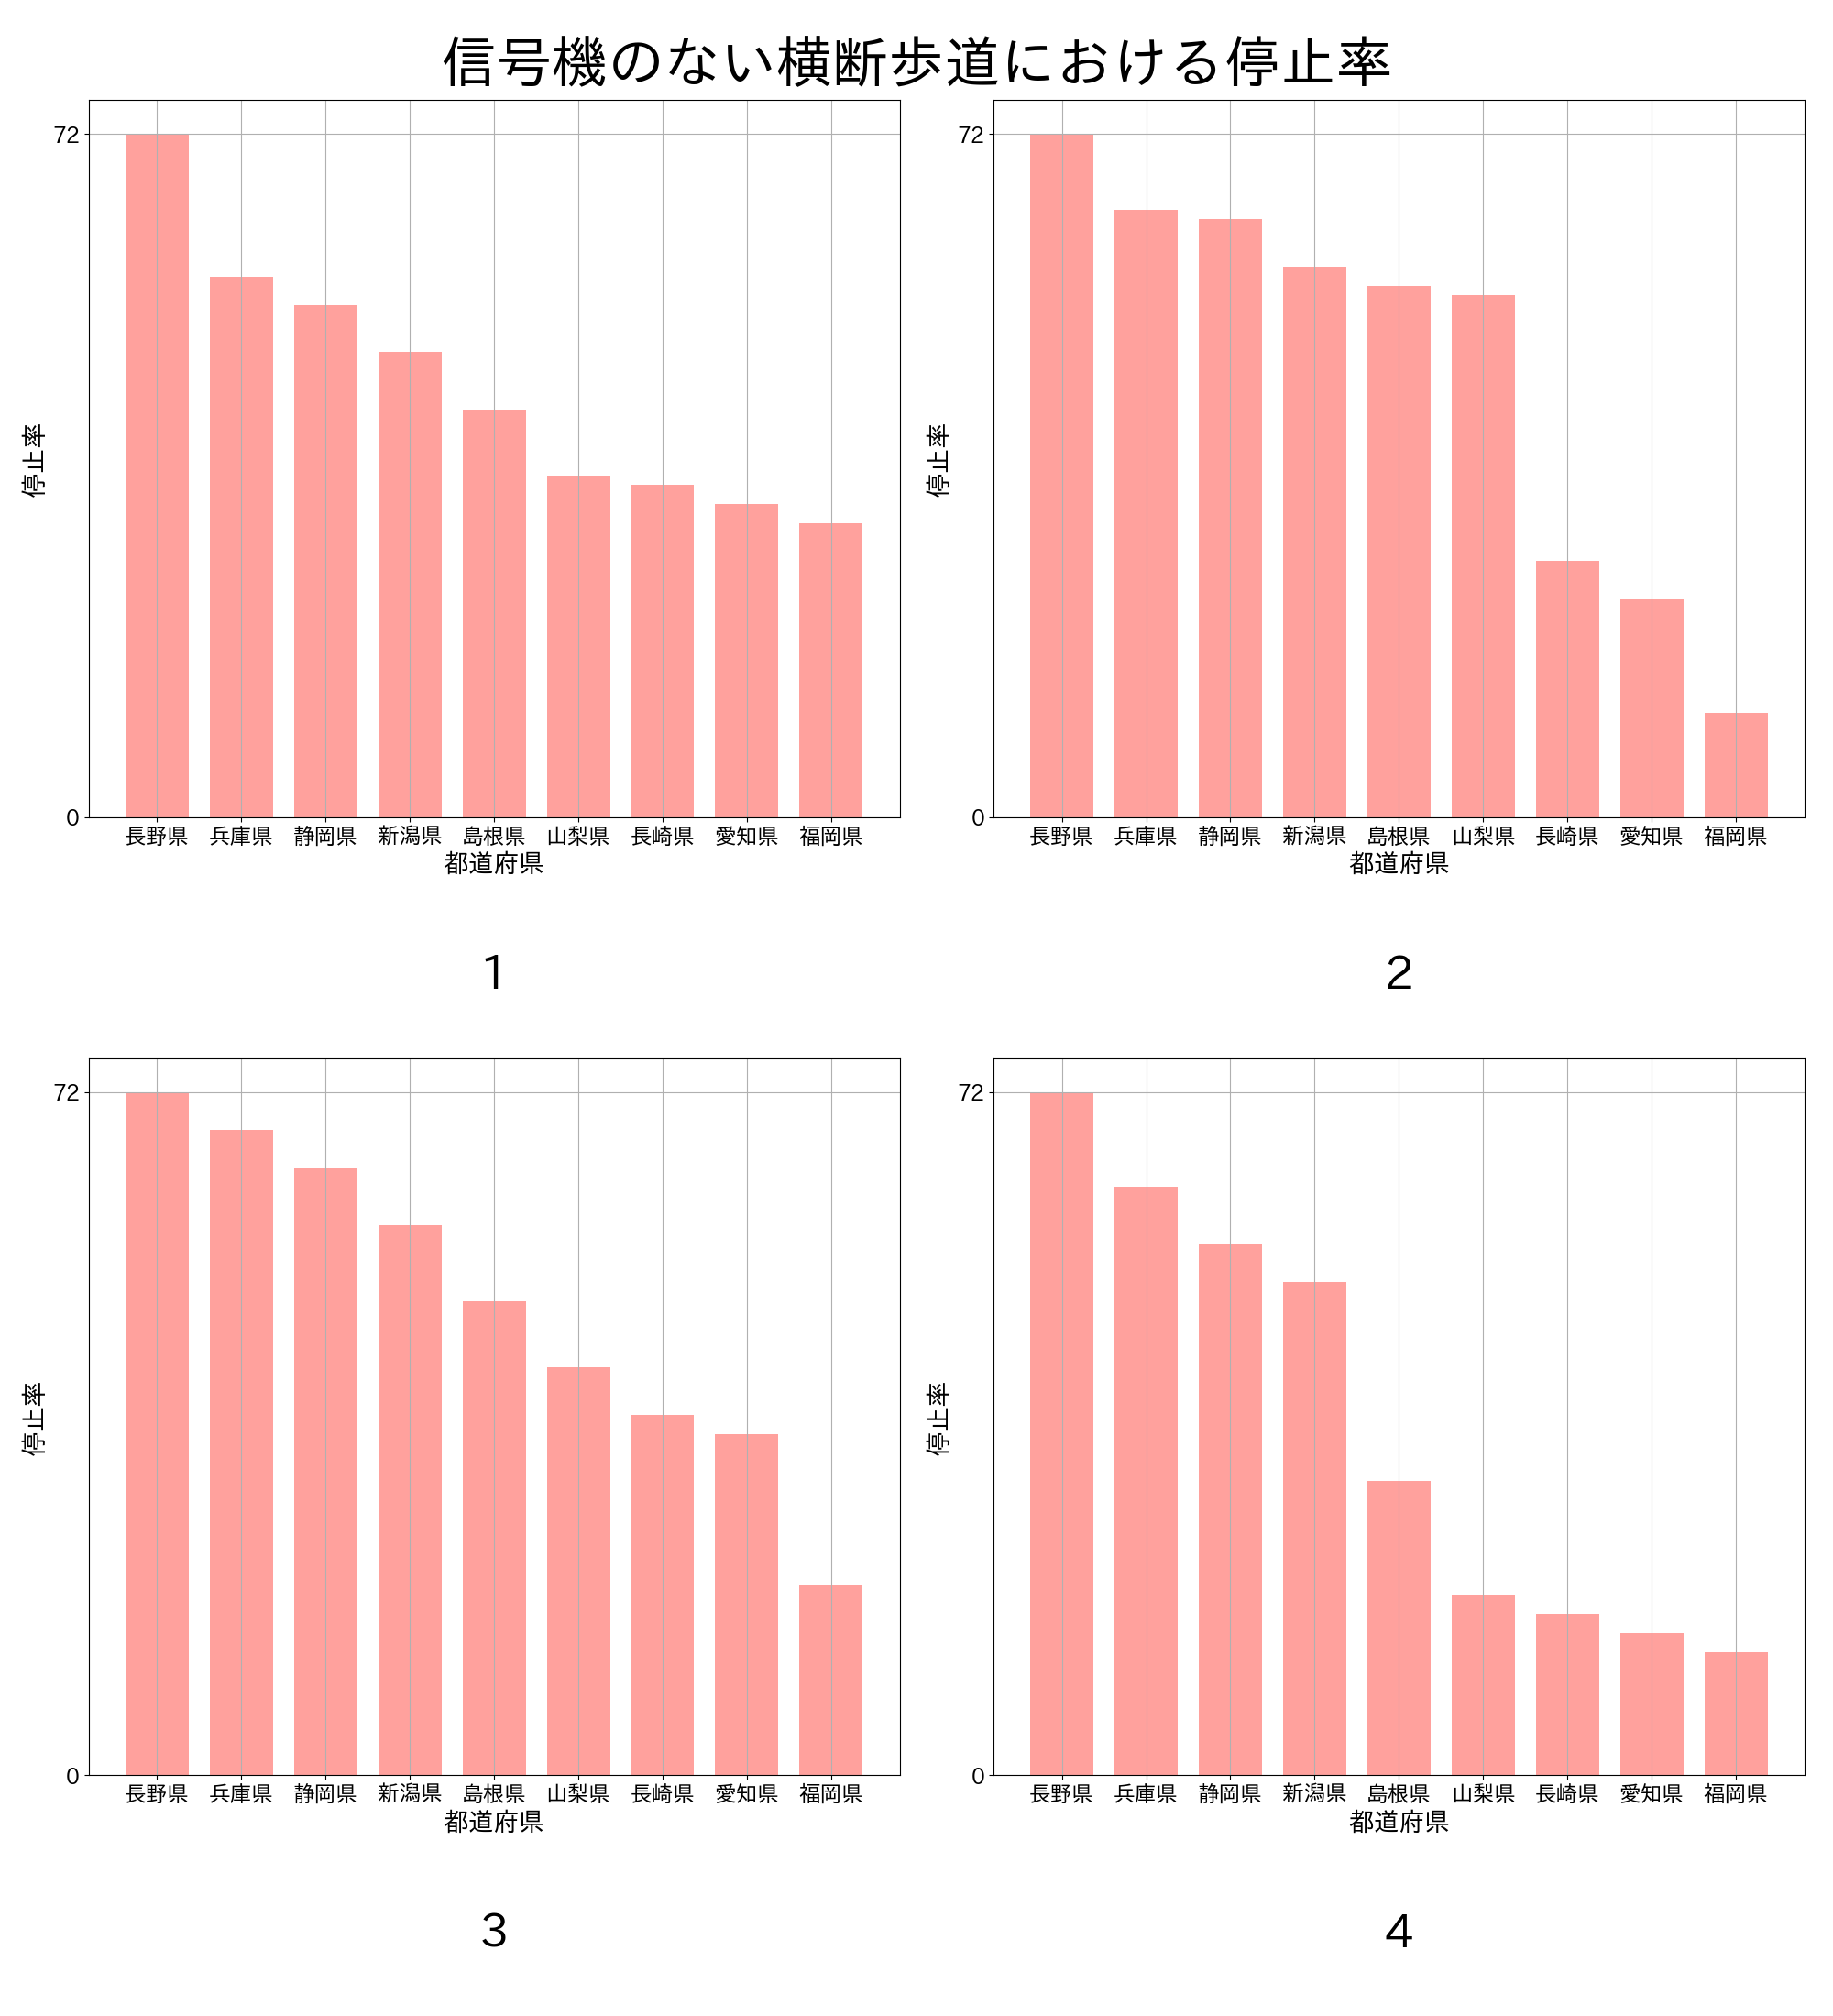 信号機のない横断歩道における停止率
72
停止率
0
長野県 兵庫県 静岡県 新潟県 島根県 山梨県 長崎県 愛知県 福岡県
都道府県
1
72
停止率
0
長野県 兵庫県 静岡県 新潟県 島根県 山梨県 長崎県 愛知県 福岡県
都道府県
2
72
停止率
0
長野県 兵庫県 静岡県 新潟県 島根県 山梨県 長崎県 愛知県 福岡県
都道府県
3
72
停止率
0
長野県 兵庫県 静岡県 新潟県 島根県 山梨県 長崎県 愛知県 福岡県
都道府県
4